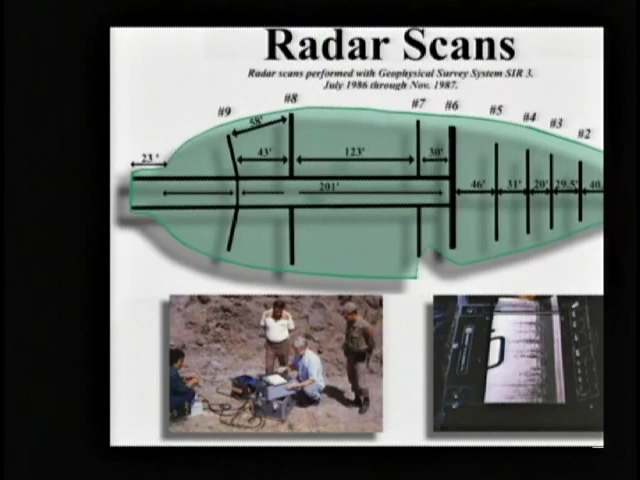 Radar Scans
Radar scans performed with Geophysical Survey System SIR 3.
July 1986 through Nov. 1987.
#9 #8 #7 #6 #5 #4 #3 #2
58'
23' 43' 123' 30'
201' 46' 31' 20' 29.5' 40.